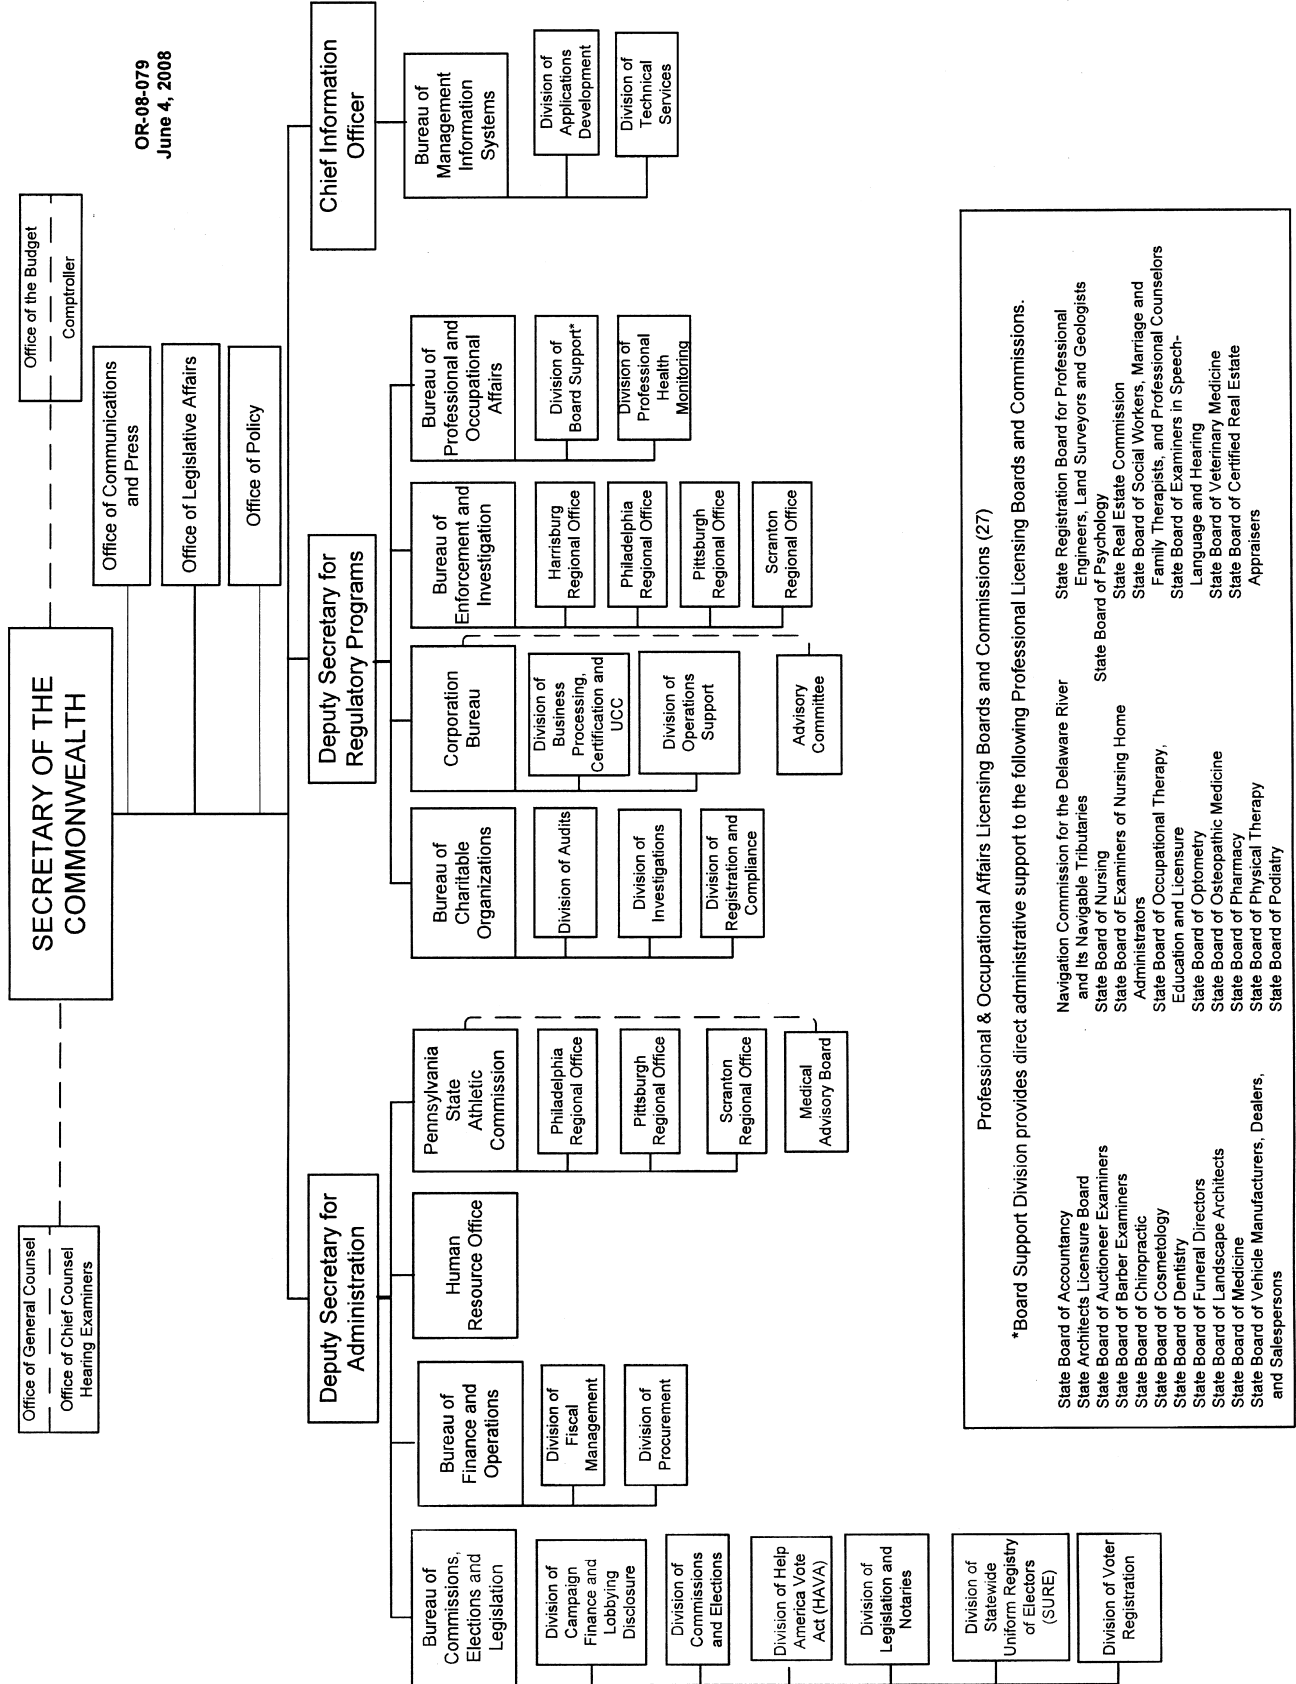 OR-08-079
June 4, 2008
SECRETARY OF THE
COMMONWEALTH
Office of General Counsel
Office of Chief Counsel
Hearing Examiners
Office of the Budget
Comptroller
Office of Communications
and Press
Office of Legislative Affairs
Office of Policy
Deputy Secretary for
Administration
Deputy Secretary for
Regulatory Programs
Chief Information
Officer
Bureau of
Commissions,
Elections and
Legislation
Division of
Campaign
Finance and
Lobbying
Disclosure
Division of
Commissions
and Elections
Division of Help
America Vote
Act (HAVA)
Division of
Legislation and
Notaries
Division of
Statewide
Uniform Registry
of Electors
(SURE)
Division of Voter
Registration
Bureau of
Finance and
Operations
Division of
Fiscal
Management
Division of
Procurement
Human
Resource Office
Pennsylvania
State
Athletic
Commission
Philadelphia
Regional Office
Pittsburgh
Regional Office
Scranton
Regional Office
Medical
Advisory Board
Bureau of
Charitable
Organizations
Division of Audits
Division of
Investigations
Division of
Registration and
Compliance
Corporation
Bureau
Division of
Business
Processing,
Certification and
UCC
Division of
Operations
Support
Advisory
Committee
Bureau of
Enforcement and
Investigation
Harrisburg
Regional Office
Philadelphia
Regional Office
Pittsburgh
Regional Office
Scranton
Regional Office
Bureau of
Professional and
Occupational
Affairs
Division of
Board Support*
Division of
Professional
Health
Monitoring
Bureau of
Management
Information
Systems
Division of
Applications
Development
Division of
Technical
Services
Professional & Occupational Affairs Licensing Boards and Commissions (27)
*Board Support Division provides direct administrative support to the following Professional Licensing Boards and Commissions.
State Board of Accountancy
State Architects Licensure Board
State Board of Auctioneer Examiners
State Board of Barber Examiners
State Board of Chiropractic
State Board of Cosmetology
State Board of Dentistry
State Board of Funeral Directors
State Board of Landscape Architects
State Board of Medicine
State Board of Vehicle Manufacturers, Dealers,
and Salespersons
Navigation Commission for the Delaware River
and Its Navigable Tributaries
State Board of Nursing
State Board of Examiners of Nursing Home
Administrators
State Board of Occupational Therapy,
Education and Licensure
State Board of Optometry
State Board of Osteopathic Medicine
State Board of Pharmacy
State Board of Physical Therapy
State Board of Podiatry
State Registration Board for Professional
Engineers, Land Surveyors and Geologists
State Board of Psychology
State Real Estate Commission
State Board of Social Workers, Marriage and
Family Therapists, and Professional Counselors
State Board of Examiners in Speech-
Language and Hearing
State Board of Veterinary Medicine
State Board of Certified Real Estate
Appraisers